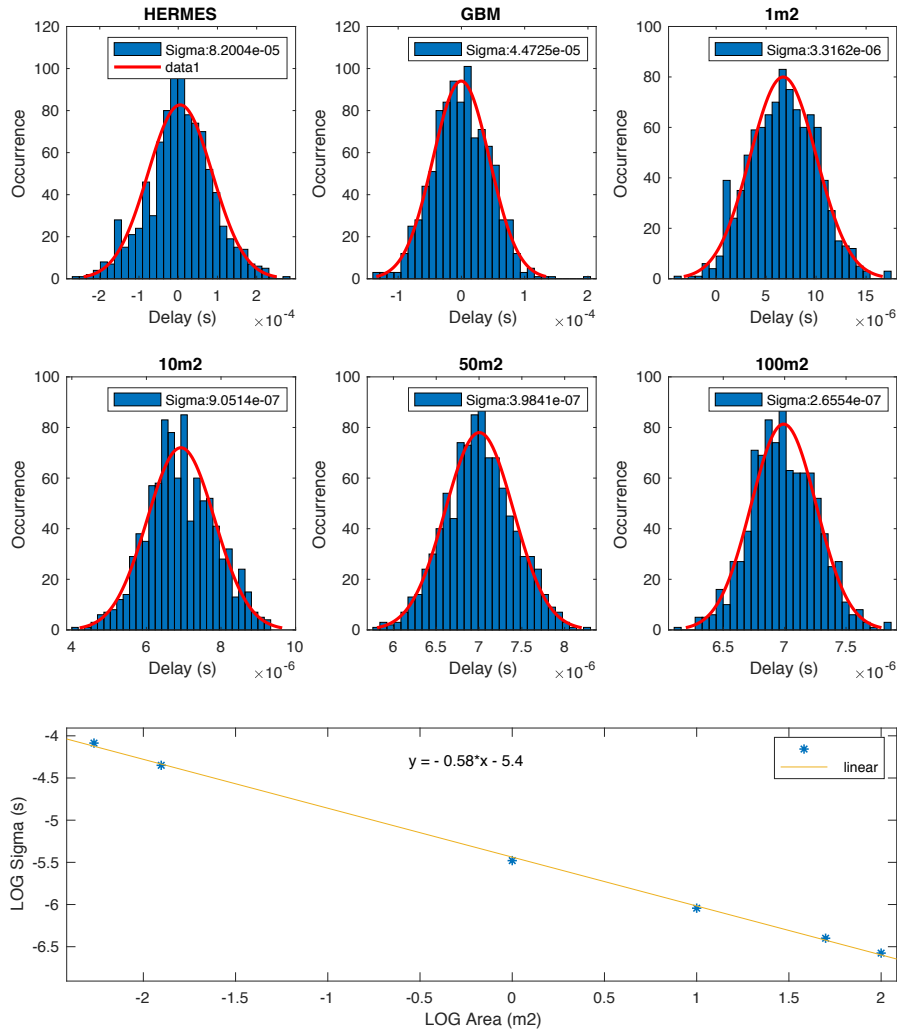 HERMES
120
100
80
60
40
20
0
Occurrence
Sigma:8.2004e-05
data1
-2 -1 0 1 2
Delay (s)
×10⁻⁴
GBM
120
100
80
60
40
20
0
Occurrence
Sigma:4.4725e-05
-1 0 1 2
Delay (s)
×10⁻⁴
1m2
100
80
60
40
20
0
Occurrence
Sigma:3.3162e-06
0 5 10 15
Delay (s)
×10⁻⁶
10m2
100
80
60
40
20
0
Occurrence
Sigma:9.0514e-07
4 6 8 10
Delay (s)
×10⁻⁶
50m2
100
80
60
40
20
0
Occurrence
Sigma:3.9841e-07
6 6.5 7 7.5 8
Delay (s)
×10⁻⁶
100m2
100
80
60
40
20
0
Occurrence
Sigma:2.6554e-07
6.5 7 7.5
Delay (s)
×10⁻⁶
-4
-4.5
-5
-5.5
-6
-6.5
LOG Sigma (s)
y = - 0.58*x - 5.4
linear
-2 -1.5 -1 -0.5 0 0.5 1 1.5 2
LOG Area (m2)